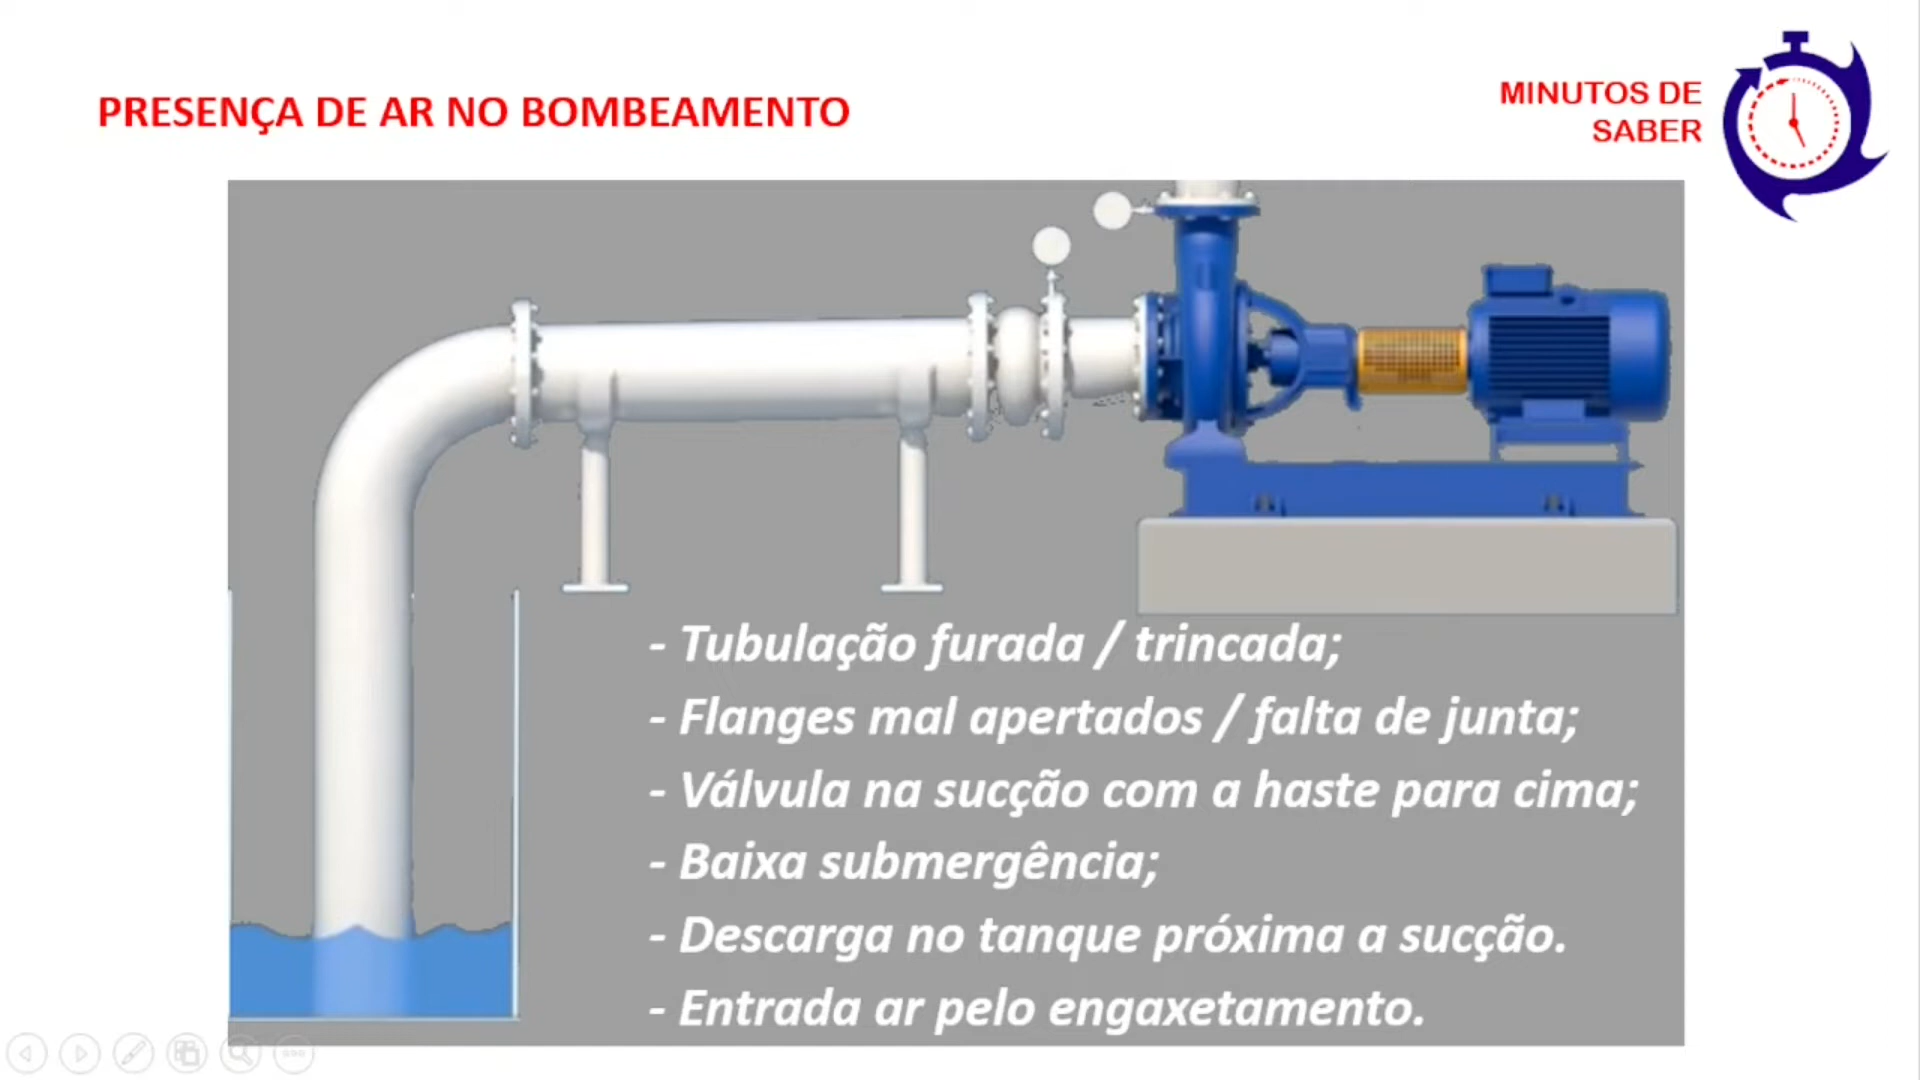 PRESENÇA DE AR NO BOMBEAMENTO
MINUTOS DE
SABER
- Tubulação furada / trincada;
- Flanges mal apertados / falta de junta;
- Válvula na sucção com a haste para cima;
- Baixa submergência;
- Descarga no tanque próxima a sucção.
- Entrada ar pelo engaxetamento.